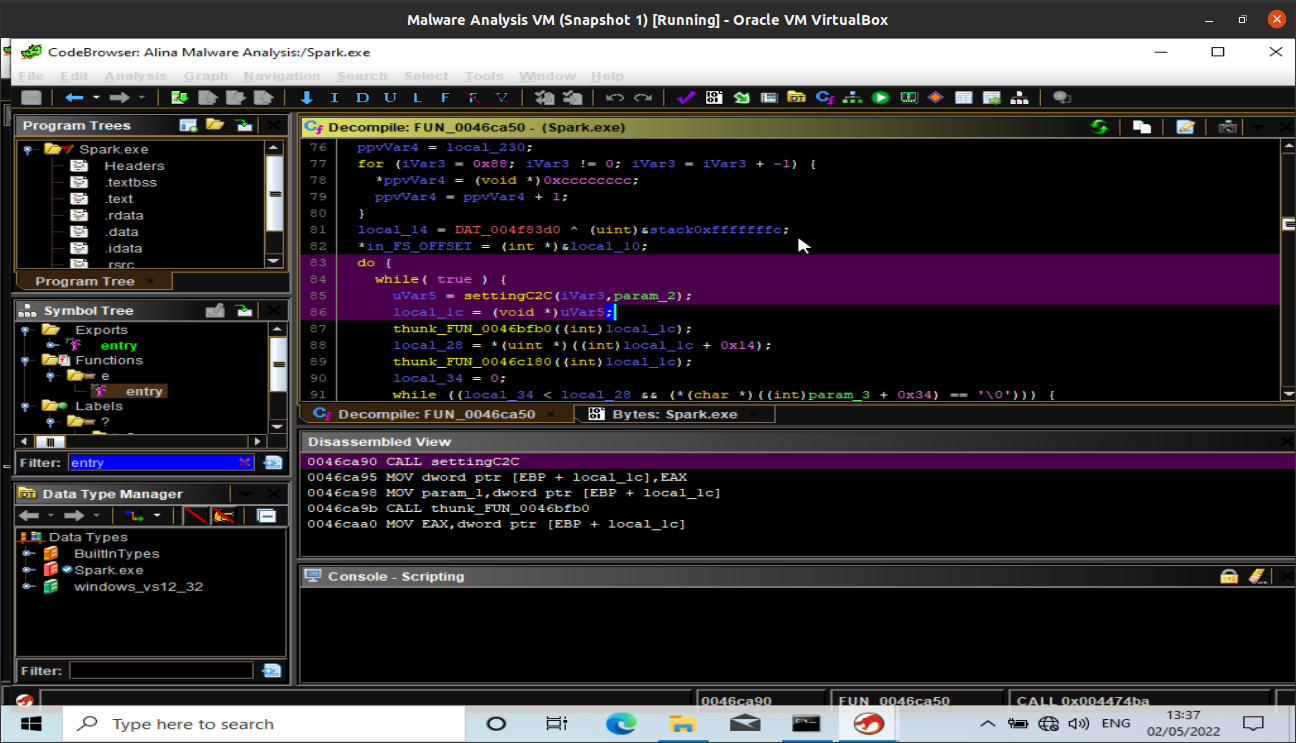 Malware Analysis VM (Snapshot 1) [Running] - Oracle VM VirtualBox
CodeBrowser: Alina Malware Analysis:/Spark.exe
File Edit Analysis Graph Navigation Search Select Tools Window Help
I D U L F
Program Trees
Spark.exe
Headers
.textbss
.text
.rdata
.data
.idata
.rsrc
Program Tree ×
Symbol Tree
Exports
entry
Functions
e
entry
Labels
?
Filter: entry
Data Type Manager
Data Types
BuiltInTypes
Spark.exe
windows_vs12_32
Filter:
Decompile: FUN_0046ca50 - (Spark.exe)
76 ppvVar4 = local_230;
77 for (iVar3 = 0x88; iVar3 != 0; iVar3 = iVar3 + -1) {
78 *ppvVar4 = (void *)0xcccccccc;
79 ppvVar4 = ppvVar4 + 1;
80 }
81 local_14 = DAT_004f83d0 ^ (uint)&stack0xfffffffc;
82 *in_FS_OFFSET = (int *)&local_10;
83 do {
84 while( true ) {
85 uVar5 = settingC2C(iVar3,param_2);
86 local_1c = (void *)uVar5;
87 thunk_FUN_0046bfb0((int)local_1c);
88 local_28 = *(uint *)((int)local_1c + 0x14);
89 thunk_FUN_0046c180((int)local_1c);
90 local_34 = 0;
91 while ((local_34 < local_28 && (*(char *)((int)param_3 + 0x34) == '\0'))) {
Decompile: FUN_0046ca50 × Bytes: Spark.exe ×
Disassembled View
0046ca90 CALL settingC2C
0046ca95 MOV dword ptr [EBP + local_1c],EAX
0046ca98 MOV param_1,dword ptr [EBP + local_1c]
0046ca9b CALL thunk_FUN_0046bfb0
0046caa0 MOV EAX,dword ptr [EBP + local_1c]
Console - Scripting
0046ca90 FUN_0046ca50 CALL 0x004474ba
Type here to search
ENG
13:37
02/05/2022